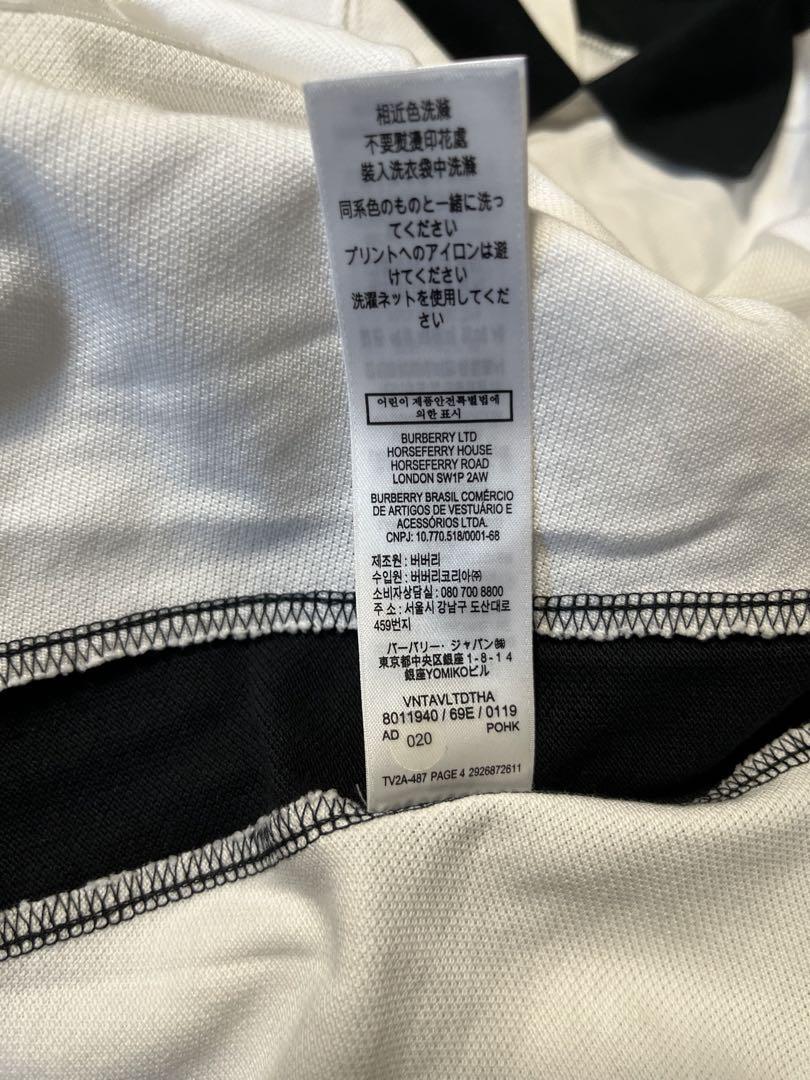 相近色洗滌
不要熨燙印花處
裝入洗衣袋中洗滌
同系色のものと一緒に洗っ
てください
プリントへのアイロンは避
けてください
洗濯ネットを使用してくだ
さい
어린이 제품안전특별법에
의한 표시
BURBERRY LTD
HORSEFERRY HOUSE
HORSEFERRY ROAD
LONDON SW1P 2AW
BURBERRY BRASIL COMÉRCIO
DE ARTIGOS DE VESTUÁRIO E
ACESSÓRIOS LTDA.
CNPJ: 10.770.518/0001-68
제조원 : 버버리
수입원 : 버버리코리아㈜
소비자상담실 : 080 700 8800
주 소 : 서울시 강남구 도산대로
459번지
バーバリー・ジャパン㈱
東京都中央区銀座1-8-14
銀座YOMIKOビル
VNTAVLTDTHA
8011940 / 69E / 0119
AD 020 POHK
TV2A-487 PAGE 4 2926872611